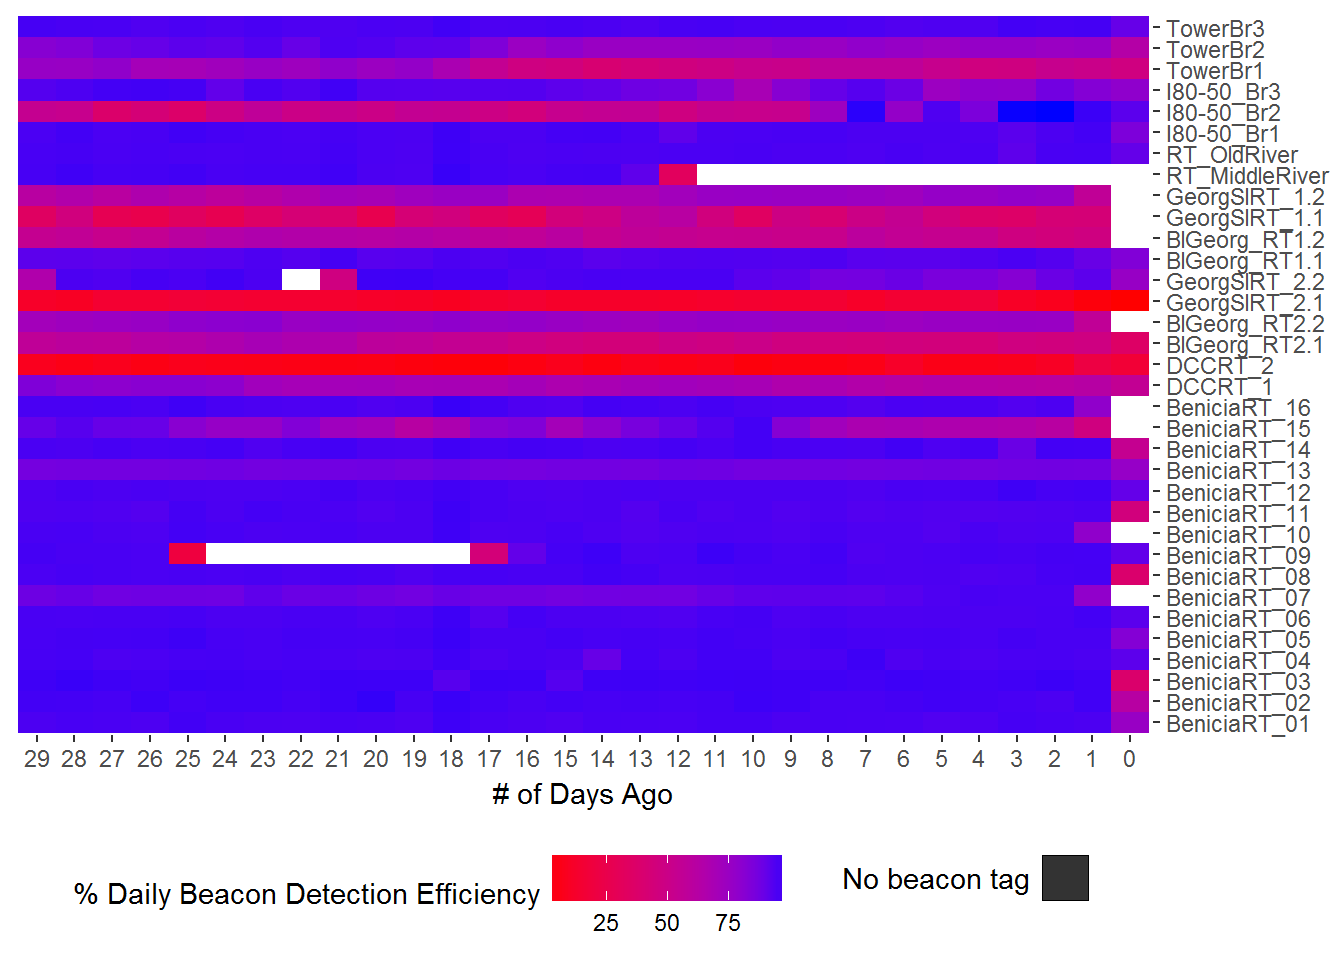 TowerBr3
TowerBr2
TowerBr1
I80-50_Br3
I80-50_Br2
I80-50_Br1
RT_OldRiver
RT_MiddleRiver
GeorgSlRT_1.2
GeorgSlRT_1.1
BlGeorg_RT1.2
BlGeorg_RT1.1
GeorgSlRT_2.2
GeorgSlRT_2.1
BlGeorg_RT2.2
BlGeorg_RT2.1
DCCRT_2
DCCRT_1
BeniciaRT_16
BeniciaRT_15
BeniciaRT_14
BeniciaRT_13
BeniciaRT_12
BeniciaRT_11
BeniciaRT_10
BeniciaRT_09
BeniciaRT_08
BeniciaRT_07
BeniciaRT_06
BeniciaRT_05
BeniciaRT_04
BeniciaRT_03
BeniciaRT_02
BeniciaRT_01
29 28 27 26 25 24 23 22 21 20 19 18 17 16 15 14 13 12 11 10 9 8 7 6 5 4 3 2 1 0
# of Days Ago
% Daily Beacon Detection Efficiency
25 50 75
No beacon tag